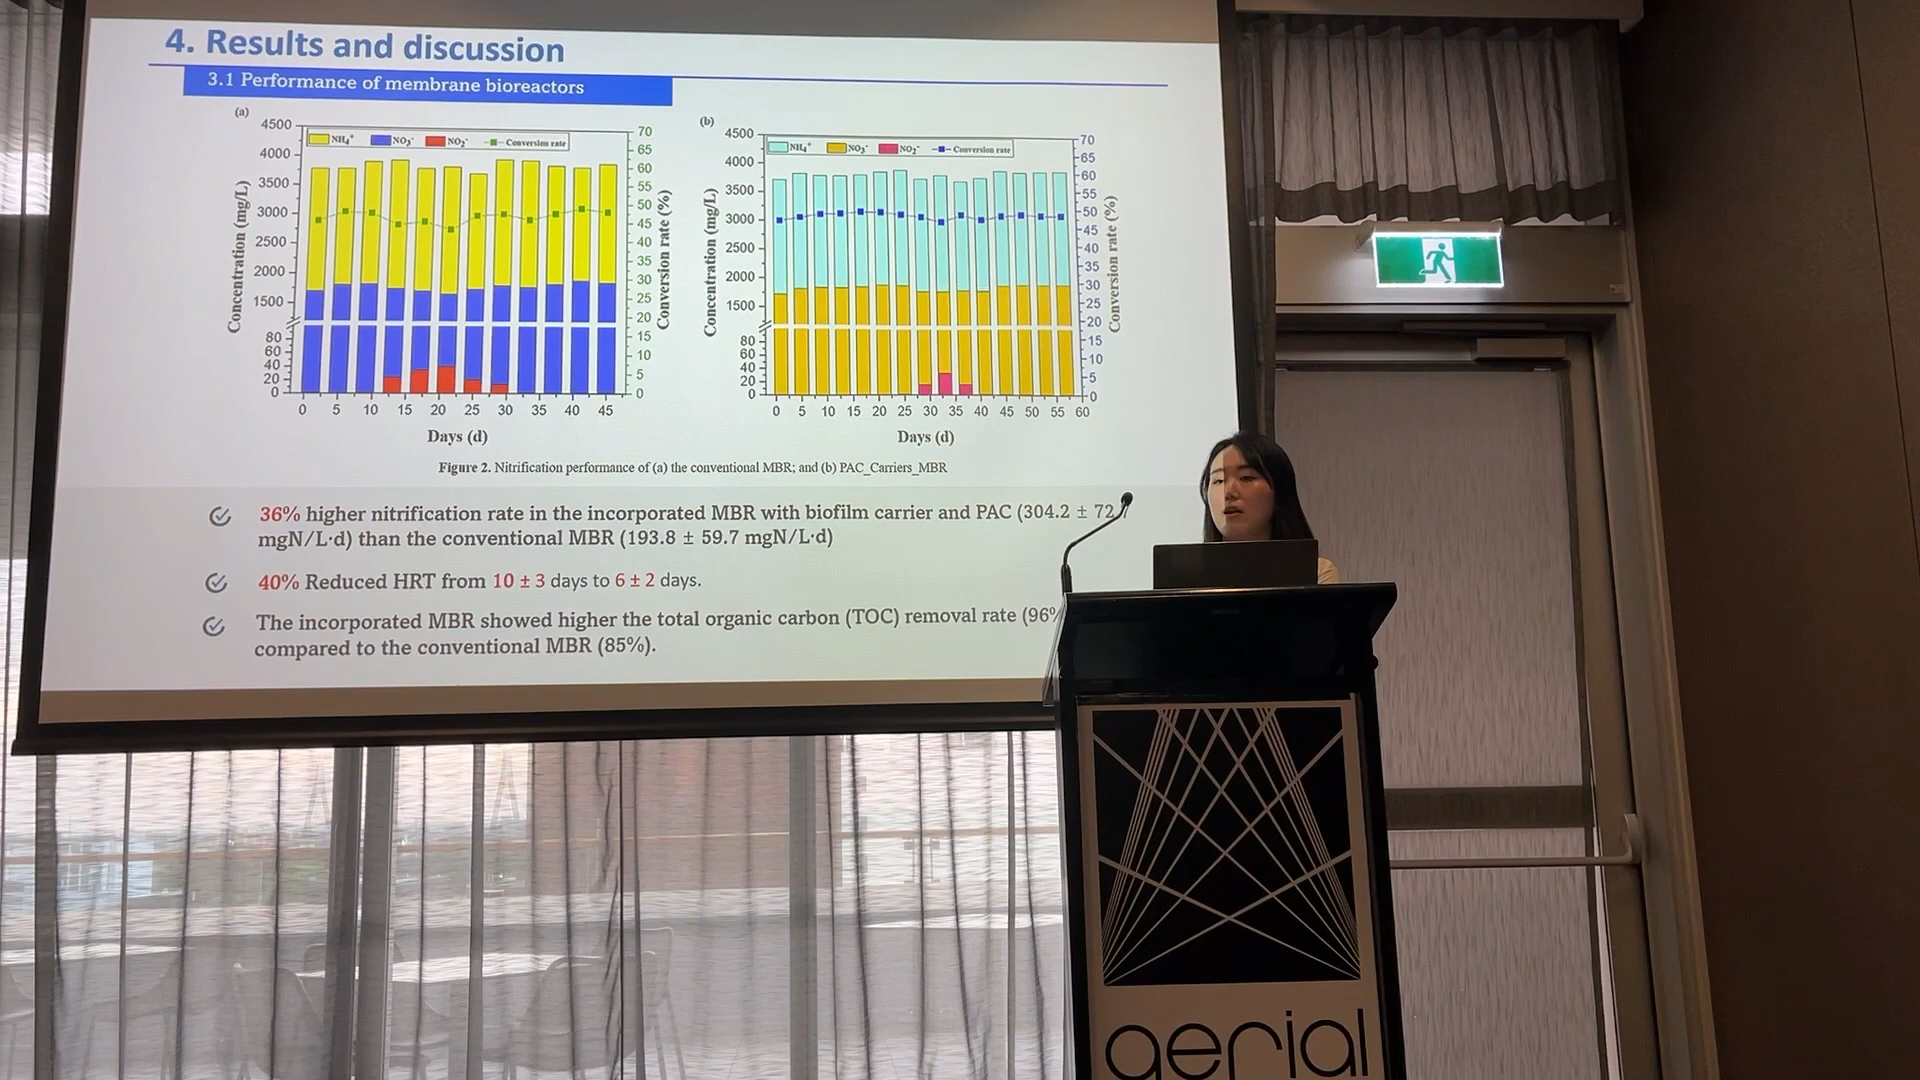 4. Results and discussion
3.1 Performance of membrane bioreactors
(a)
NH₄⁺ NO₃⁻ NO₂⁻ Conversion rate
Concentration (mg/L)
4500
4000
3500
3000
2500
2000
1500
80
60
40
20
0
70
65
60
55
50
45
40
35
30
25
20
15
10
5
0
Conversion rate (%)
0 5 10 15 20 25 30 35 40 45
Days (d)
(b)
NH₄⁺ NO₃⁻ NO₂⁻ Conversion rate
Concentration (mg/L)
4500
4000
3500
3000
2500
2000
1500
80
60
40
20
0
70
65
60
55
50
45
40
35
30
25
20
15
10
5
0
Conversion rate (%)
0 5 10 15 20 25 30 35 40 45 50 55 60
Days (d)
Figure 2. Nitrification performance of (a) the conventional MBR; and (b) PAC_Carriers_MBR
36% higher nitrification rate in the incorporated MBR with biofilm carrier and PAC (304.2 ± 72.7
mgN/L·d) than the conventional MBR (193.8 ± 59.7 mgN/L·d)
40% Reduced HRT from 10 ± 3 days to 6 ± 2 days.
The incorporated MBR showed higher the total organic carbon (TOC) removal rate (96%
compared to the conventional MBR (85%).
aerial